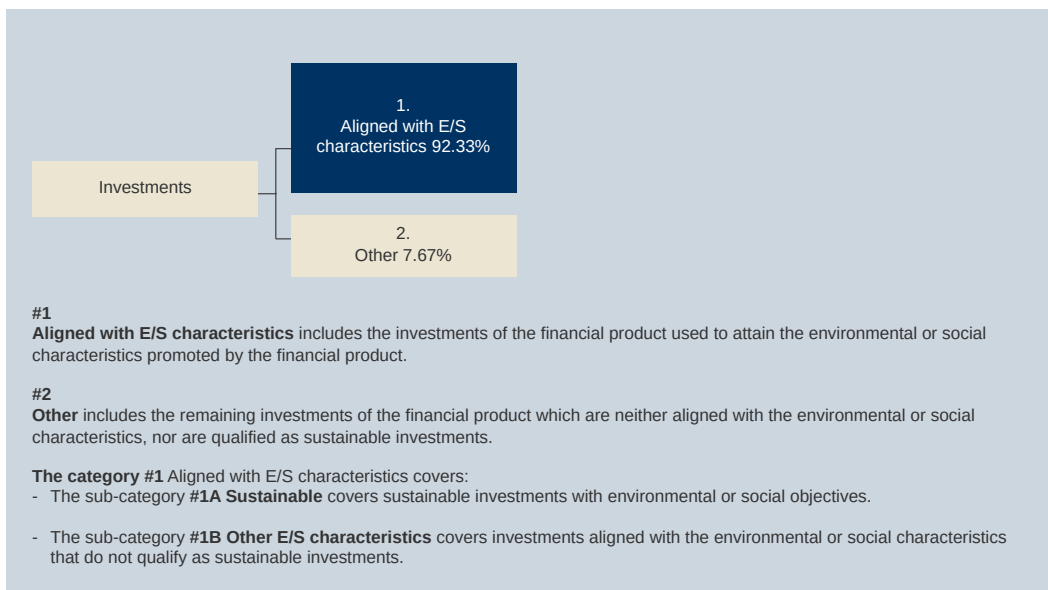 1.
Aligned with E/S
characteristics 92.33%
Investments
2.
Other 7.67%
#1
Aligned with E/S characteristics includes the investments of the financial product used to attain the environmental or social
characteristics promoted by the financial product.
#2
Other includes the remaining investments of the financial product which are neither aligned with the environmental or social
characteristics, nor are qualified as sustainable investments.
The category #1 Aligned with E/S characteristics covers:
- The sub-category #1A Sustainable covers sustainable investments with environmental or social objectives.
- The sub-category #1B Other E/S characteristics covers investments aligned with the environmental or social characteristics
that do not qualify as sustainable investments.